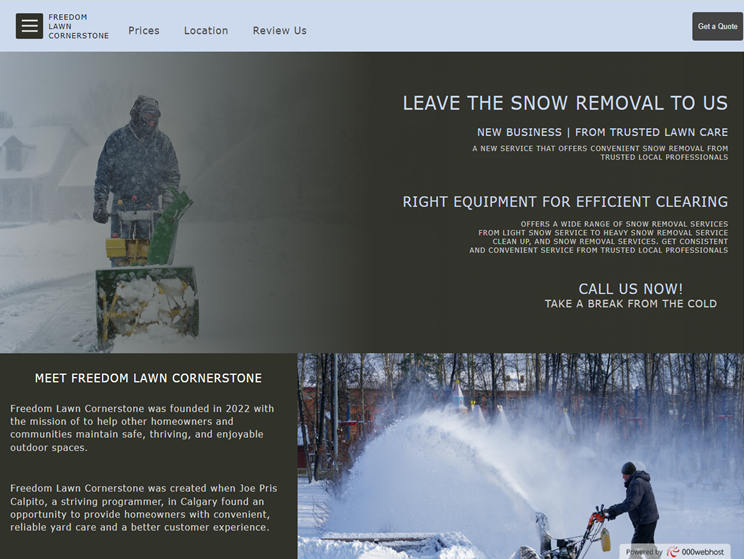 FREEDOM
LAWN
CORNERSTONE
Prices
Location
Review Us
Get a Quote
LEAVE THE SNOW REMOVAL TO US
NEW BUSINESS | FROM TRUSTED LAWN CARE
A NEW SERVICE THAT OFFERS CONVENIENT SNOW REMOVAL FROM
TRUSTED LOCAL PROFESSIONALS
RIGHT EQUIPMENT FOR EFFICIENT CLEARING
OFFERS A WIDE RANGE OF SNOW REMOVAL SERVICES
FROM LIGHT SNOW SERVICE TO HEAVY SNOW REMOVAL SERVICE
CLEAN UP, AND SNOW REMOVAL SERVICES. GET CONSISTENT
AND CONVENIENT SERVICE FROM TRUSTED LOCAL PROFESSIONALS
CALL US NOW!
TAKE A BREAK FROM THE COLD
MEET FREEDOM LAWN CORNERSTONE
Freedom Lawn Cornerstone was founded in 2022 with
the mission of to help other homeowners and
communities maintain safe, thriving, and enjoyable
outdoor spaces.
Freedom Lawn Cornerstone was created when Joe Pris
Calpito, a striving programmer, in Calgary found an
opportunity to provide homeowners with convenient,
reliable yard care and a better customer experience.
Powered by 000webhost